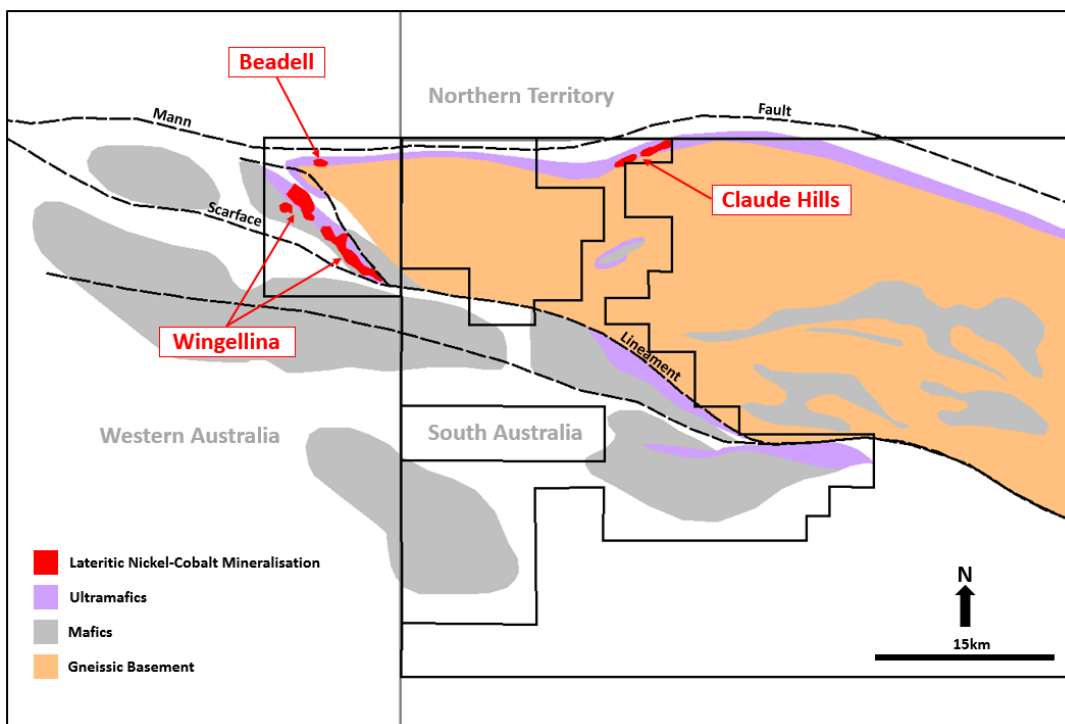 Beadell
Northern Territory
Mann
Fault
Claude Hills
Scarface
Wingellina
Lineament
Western Australia
South Australia
Lateritic Nickel-Cobalt Mineralisation
Ultramafics
Mafics
Gneissic Basement
N
15km